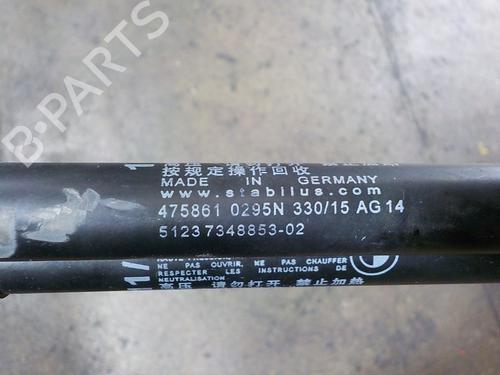 按规定操作回收
MADE IN GERMANY
www.stabilus.com
475861 0295N 330/15 AG14
51237348853-02
NE PAS OUVRIR, NE PAS CHAUFFER
RESPECTER LES INSTRUCTIONS DE
NEUTRALISATION
高压 请勿打开 禁止加热
B-PARTS